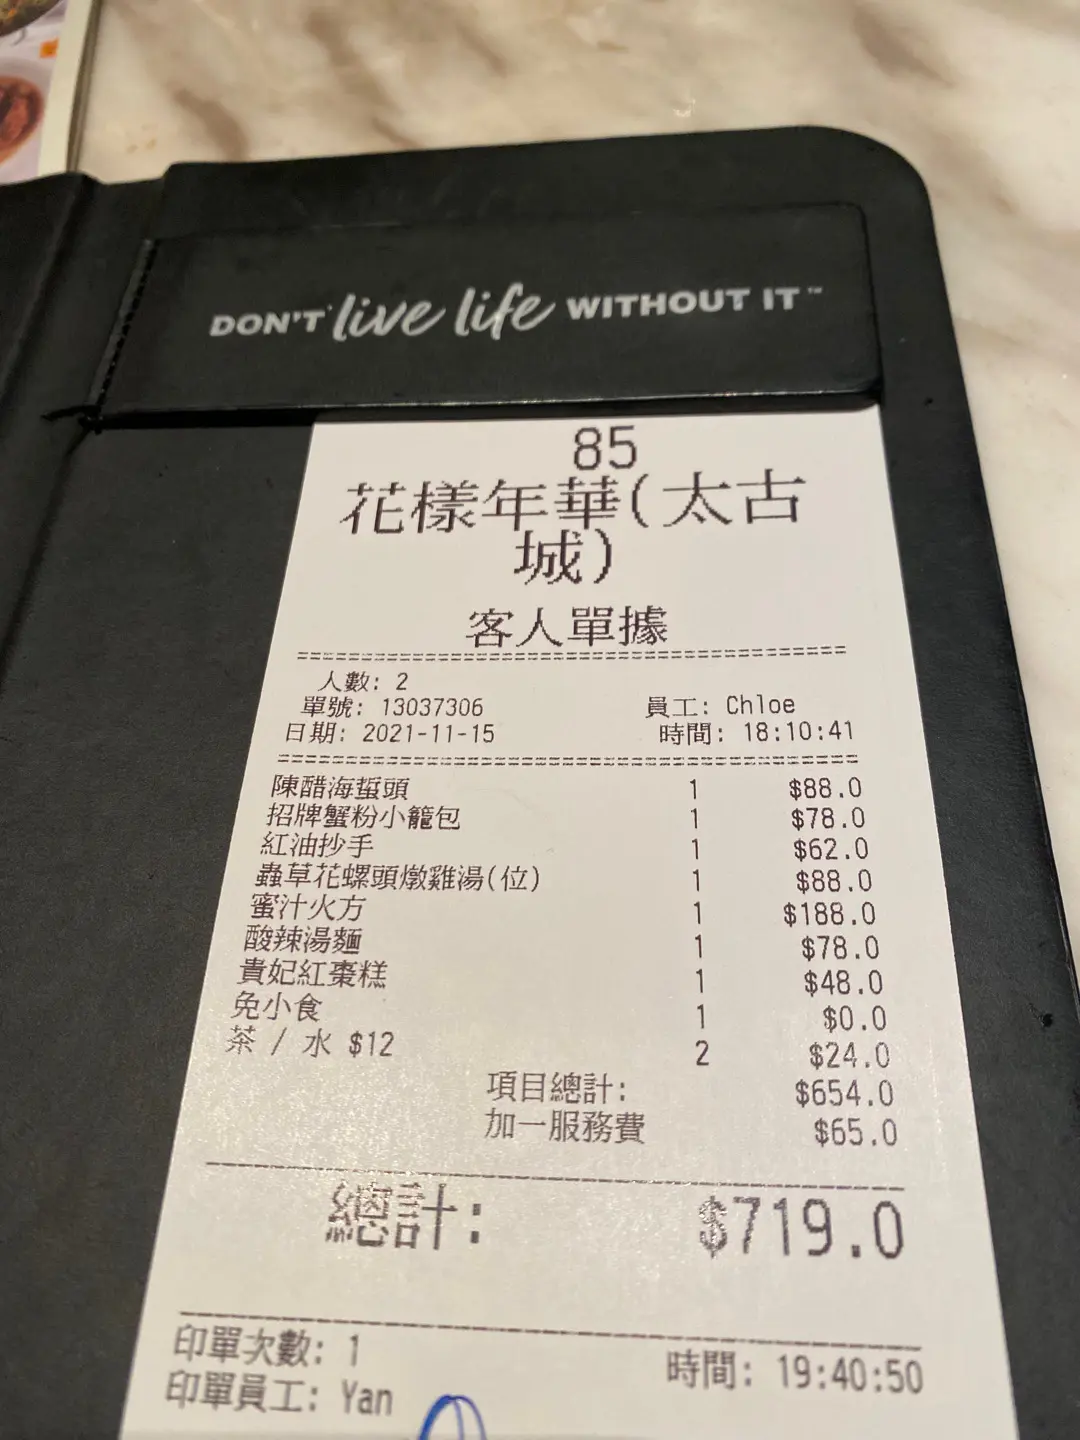 DON'T live life WITHOUT IT™
85
花樣年華(太古
城)
客人單據
人數: 2
單號: 13037306 員工: Chloe
日期: 2021-11-15 時間: 18:10:41
陳醋海蜇頭 1 $88.0
招牌蟹粉小籠包 1 $78.0
紅油抄手 1 $62.0
蟲草花螺頭燉雞湯(位) 1 $88.0
蜜汁火方 1 $188.0
酸辣湯麵 1 $78.0
貴妃紅棗糕 1 $48.0
免小食 1 $0.0
茶 / 水 $12 2 $24.0
項目總計: $654.0
加一服務費 $65.0
總計: $719.0
印單次數: 1 時間: 19:40:50
印單員工: Yan